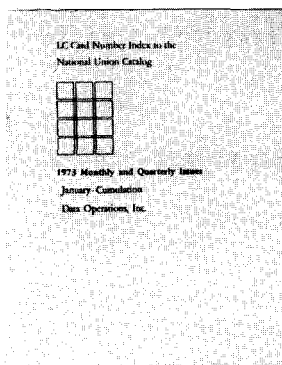 LC Card Number Index to the
National Union Catalog
1973 Monthly and Quarterly Issues
January Cumulation
Data Operations, Inc.